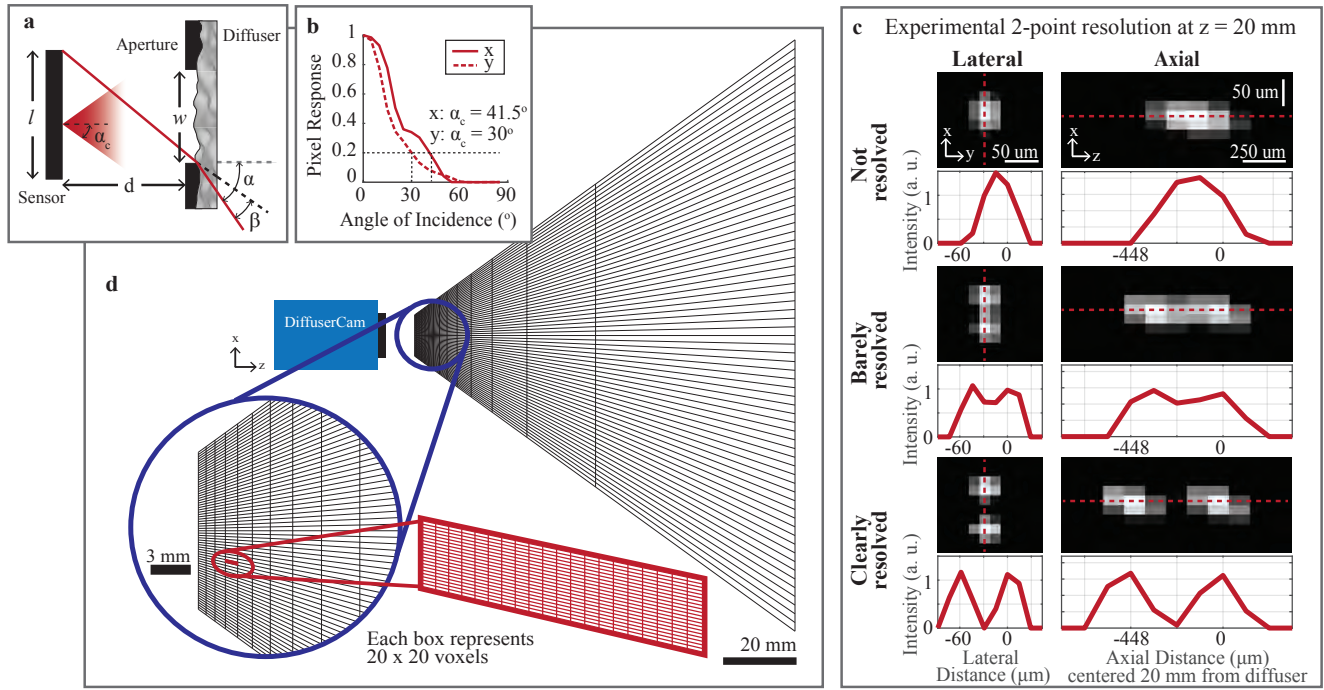 a
Aperture
Diffuser
l
w
αc
α
β
d
Sensor
b
Pixel Response
1
0.8
0.6
0.4
0.2
0
x
y
x: αc = 41.5°
y: αc = 30°
0
30
60
90
Angle of Incidence (°)
c Experimental 2-point resolution at z = 20 mm
Lateral
Axial
Not resolved
x
y
50 um
x
z
50 um
250 um
Intensity (a. u.)
1
0
-60
0
-448
0
Barely resolved
Intensity (a. u.)
1
0
-60
0
-448
0
Clearly resolved
Intensity (a. u.)
1
0
-60
0
-448
0
Lateral
Distance (μm)
Axial Distance (μm)
centered 20 mm from diffuser
d
DiffuserCam
x
z
3 mm
Each box represents
20 x 20 voxels
20 mm